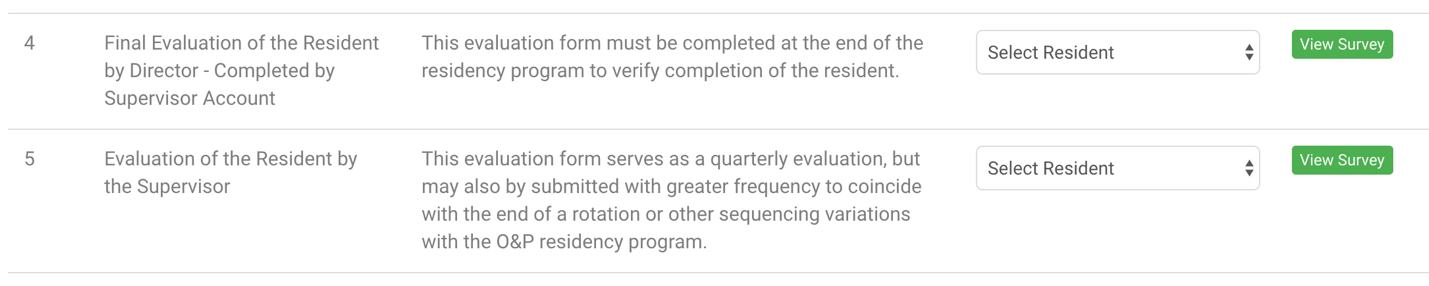 4
Final Evaluation of the Resident
by Director - Completed by
Supervisor Account
This evaluation form must be completed at the end of the
residency program to verify completion of the resident.
Select Resident
View Survey
5
Evaluation of the Resident by
the Supervisor
This evaluation form serves as a quarterly evaluation, but
may also by submitted with greater frequency to coincide
with the end of a rotation or other sequencing variations
with the O&P residency program.
Select Resident
View Survey